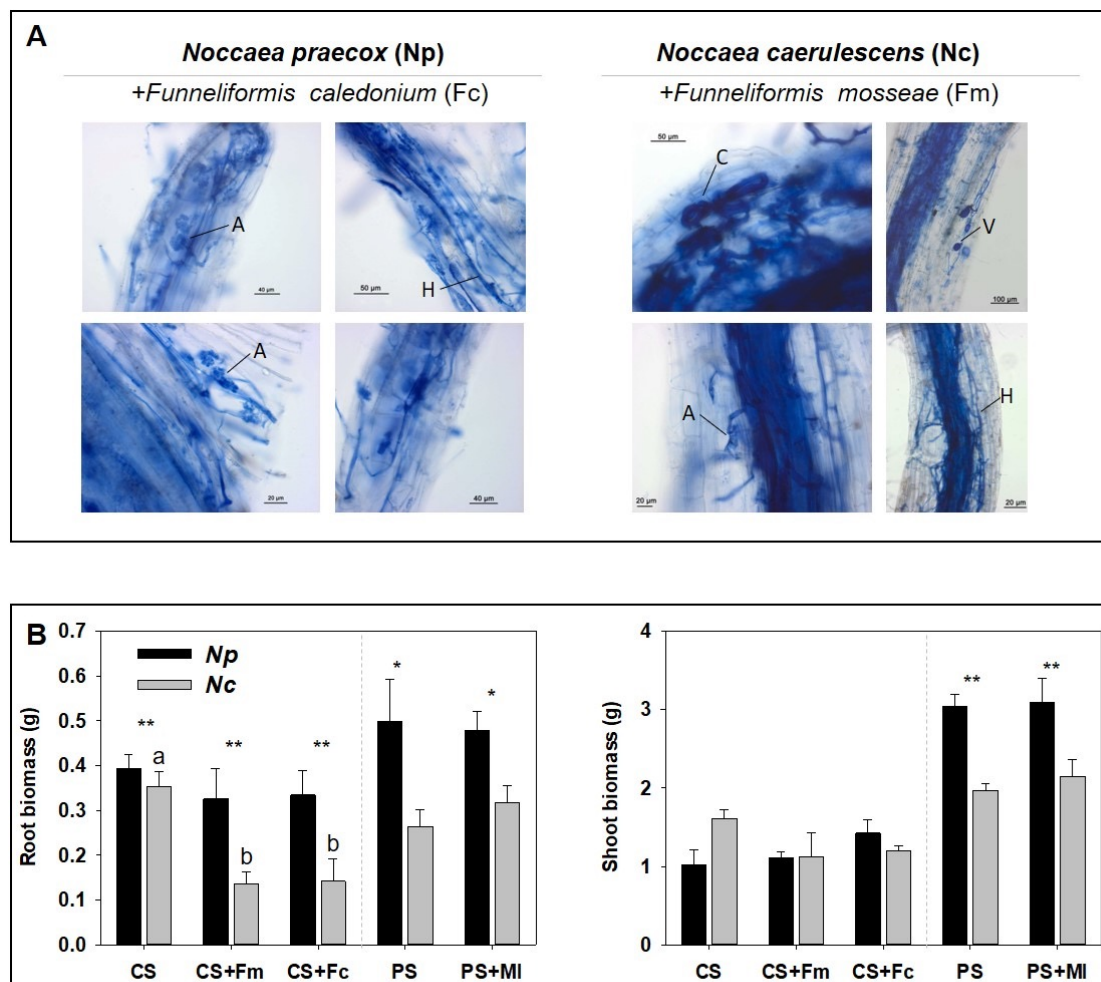 A
Noccaea praecox (Np)
Noccaea caerulescens (Nc)
+Funneliformis caledonium (Fc)
+Funneliformis mosseae (Fm)
A
40 µm
50 µm
H
50 µm
C
V
100 µm
A
20 µm
40 µm
A
20 µm
H
20 µm
B
Root biomass (g)
0.7
0.6
0.5
0.4
0.3
0.2
0.1
0.0
Np
Nc
**
a
**
b
**
b
*
*
CS
CS+Fm
CS+Fc
PS
PS+MI
Shoot biomass (g)
4
3
2
1
0
**
**
CS
CS+Fm
CS+Fc
PS
PS+MI